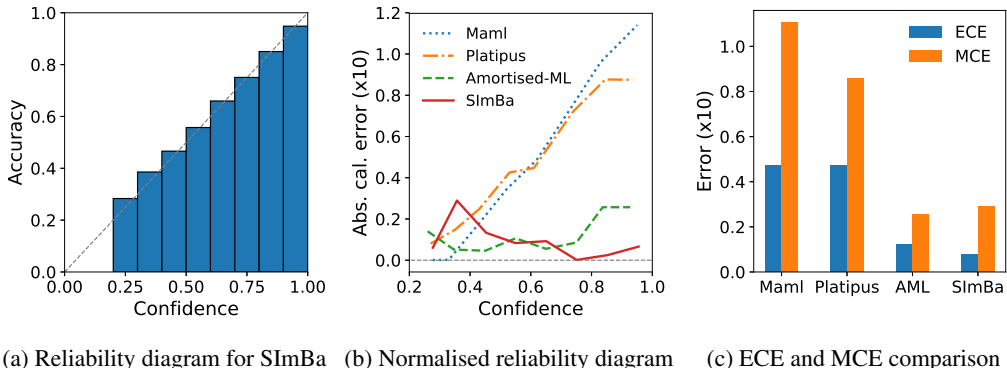 1.0
0.8
0.6
0.4
0.2
0.0
0.00
0.25
0.50
0.75
1.00
Accuracy
Confidence
(a) Reliability diagram for SImBa
1.2
1.0
0.8
0.6
0.4
0.2
0.0
0.2
0.4
0.6
0.8
1.0
Abs. cal. error (x10)
Confidence
Maml
Platipus
Amortised-ML
SImBa
(b) Normalised reliability diagram
1.0
0.8
0.6
0.4
0.2
0.0
Error (x10)
ECE
MCE
Maml
Platipus
AML
SImBa
(c) ECE and MCE comparison